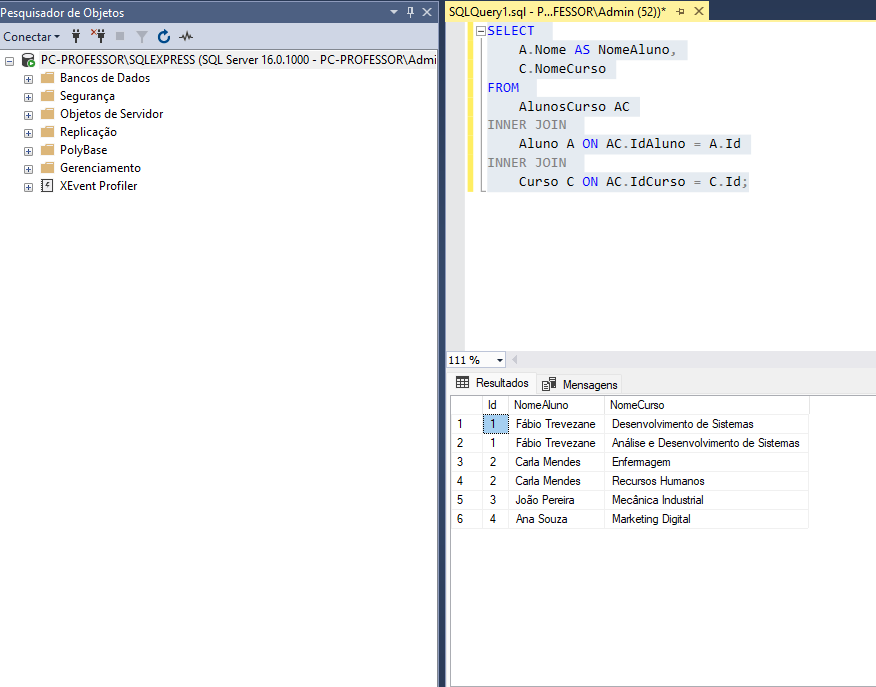 Pesquisador de Objetos
Conectar
PC-PROFESSOR\SQLEXPRESS (SQL Server 16.0.1000 - PC-PROFESSOR\Admi
Bancos de Dados
Segurança
Objetos de Servidor
Replicação
PolyBase
Gerenciamento
XEvent Profiler
SQLQuery1.sql - P...FESSOR\Admin (52))*
SELECT
A.Nome AS NomeAluno,
C.NomeCurso
FROM
AlunosCurso AC
INNER JOIN
Aluno A ON AC.IdAluno = A.Id
INNER JOIN
Curso C ON AC.IdCurso = C.Id;
111 %
Resultados Mensagens
Id NomeAluno NomeCurso
1 1 Fábio Trevezane Desenvolvimento de Sistemas
2 1 Fábio Trevezane Análise e Desenvolvimento de Sistemas
3 2 Carla Mendes Enfermagem
4 2 Carla Mendes Recursos Humanos
5 3 João Pereira Mecânica Industrial
6 4 Ana Souza Marketing Digital